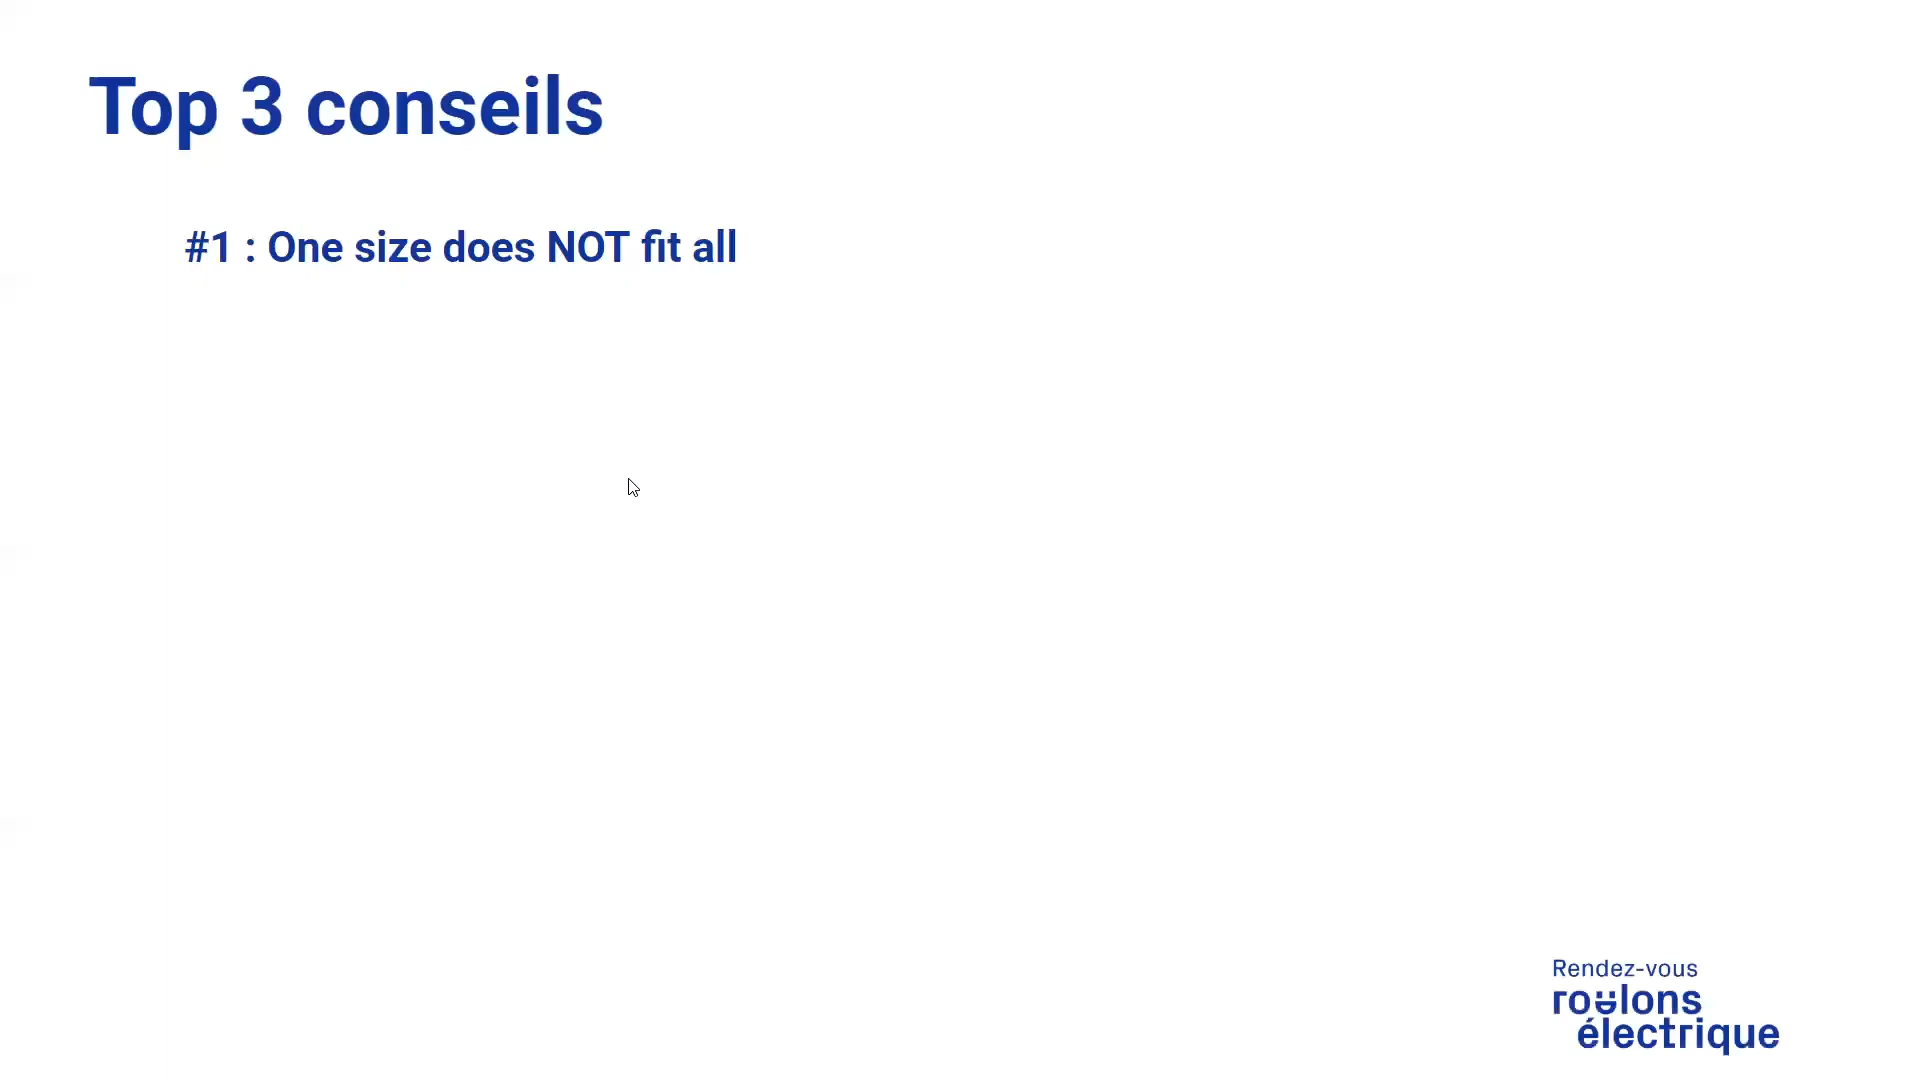 Top 3 conseils
#1 : One size does NOT fit all
Rendez-vous
roulons
électrique